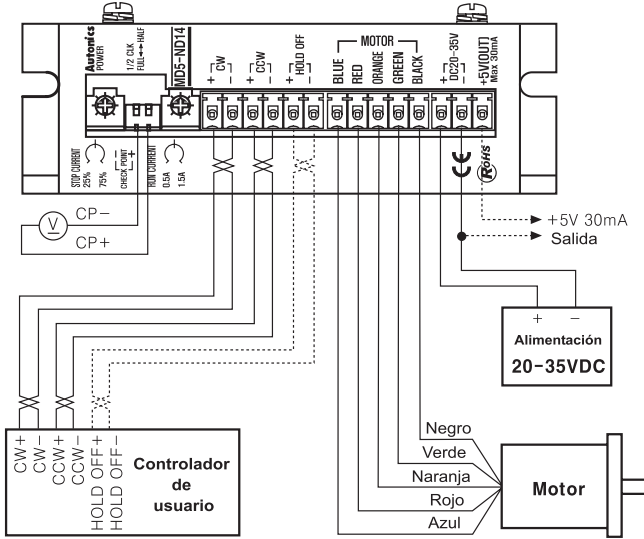 Autonics
POWER
1/2 CLK
FULL↔HALF
MD5-ND14
+ CW -
+ CCW -
+ HOLD OFF -
MOTOR
BLUE
RED
ORANGE
GREEN
BLACK
+ DC20-35V -
+5V(OUT)
Max 30mA
STOP CURRENT
25%
75%
- +
CHECK POINT
RUN CURRENT
0.5A
1.5A
CE
RoHS
V
CP-
CP+
+5V 30mA
Salida
+ -
Alimentación
20-35VDC
CW+
CW-
CCW+
CCW-
HOLD OFF+
HOLD OFF-
Controlador
de
usuario
Negro
Verde
Naranja
Rojo
Azul
Motor